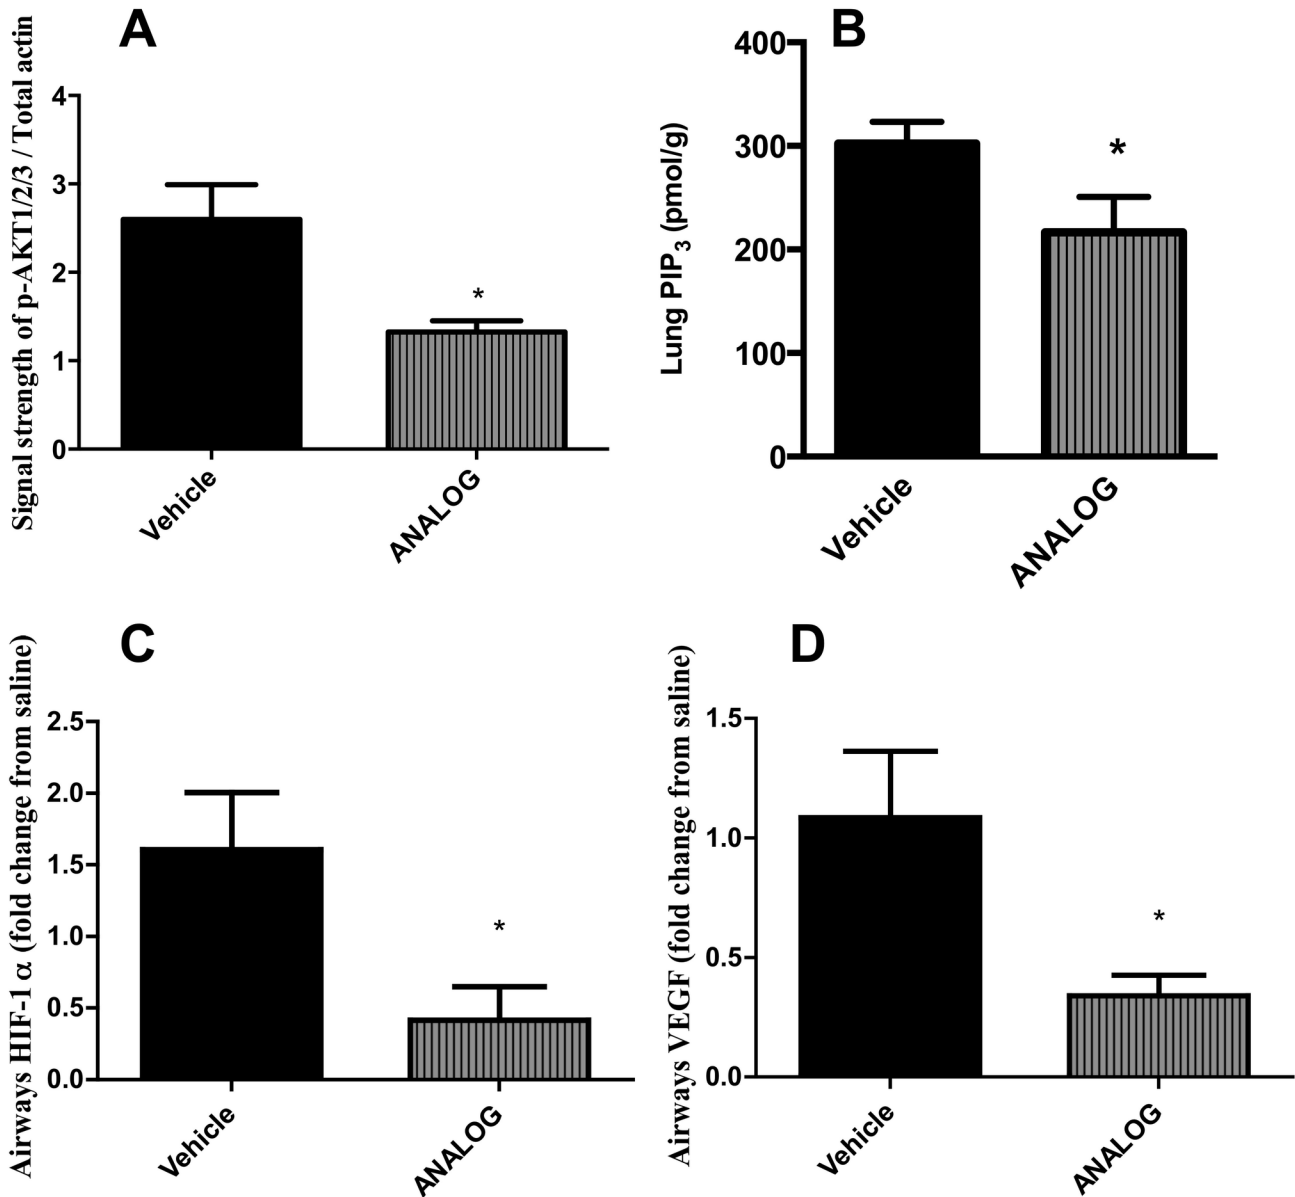 A
Signal strength of p-AKT1/2/3 / Total actin
4
3
2
1
0
*
Vehicle
ANALOG
B
Lung PIP3 (pmol/g)
400
300
200
100
0
*
Vehicle
ANALOG
C
Airways HIF-1 α (fold change from saline)
2.5
2.0
1.5
1.0
0.5
0.0
*
Vehicle
ANALOG
D
Airways VEGF (fold change from saline)
1.5
1.0
0.5
0.0
*
Vehicle
ANALOG